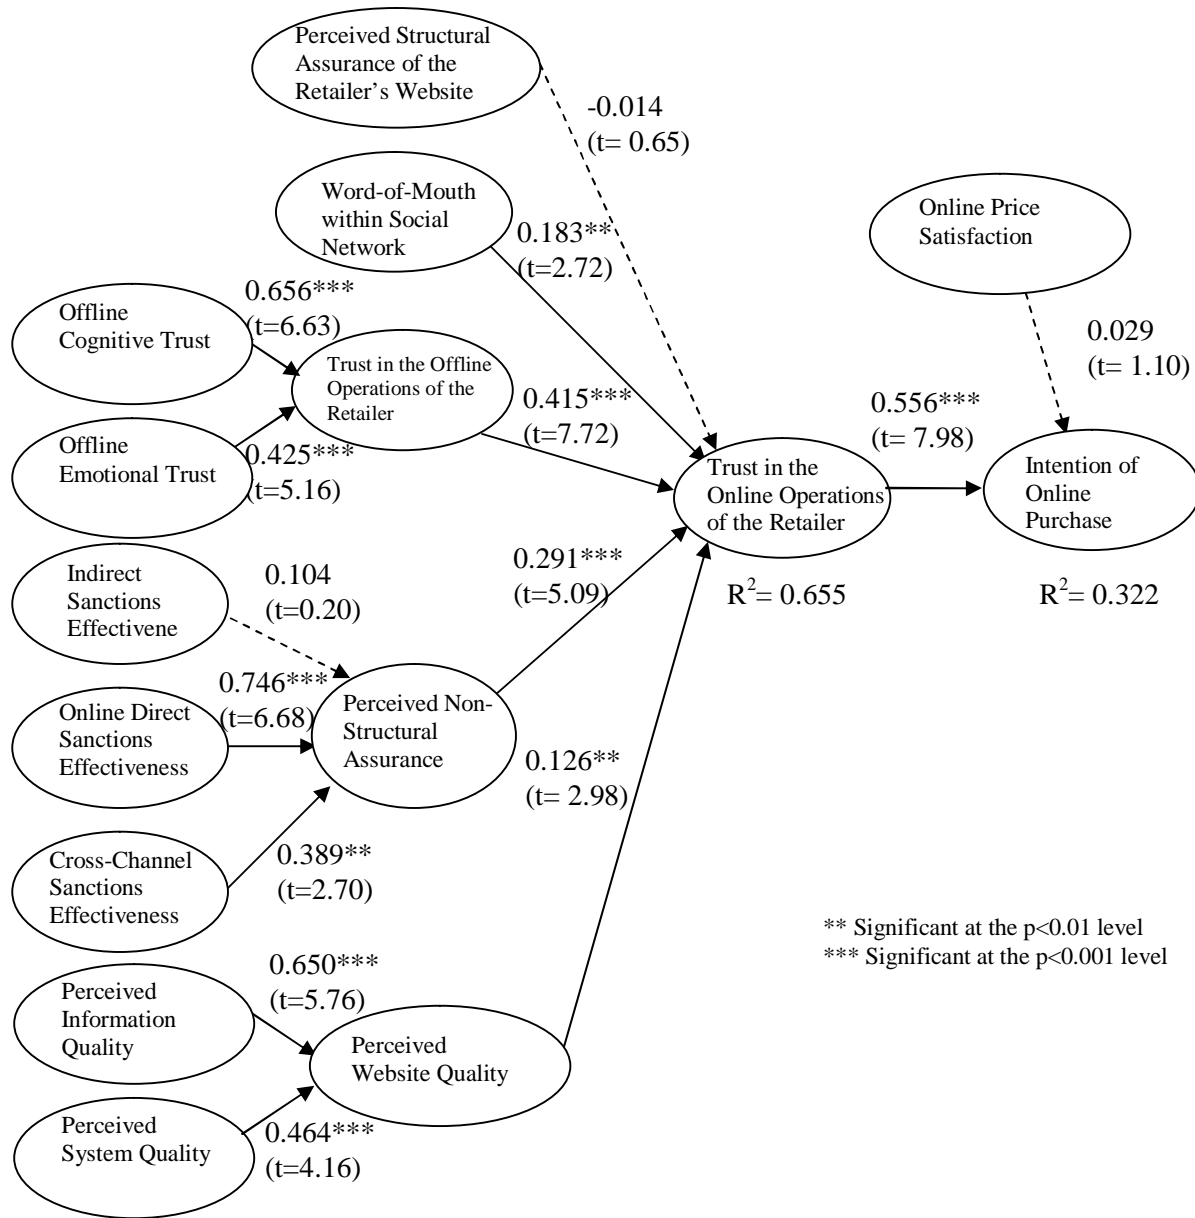 Perceived Structural
Assurance of the
Retailer's Website
-0.014
(t= 0.65)
Word-of-Mouth
within Social
Network
0.183**
(t=2.72)
Online Price
Satisfaction
0.029
(t= 1.10)
Offline
Cognitive Trust
0.656***
(t=6.63)
Trust in the Offline
Operations of the
Retailer
0.415***
(t=7.72)
Offline
Emotional Trust
0.425***
(t=5.16)
0.556***
(t= 7.98)
Trust in the
Online Operations
of the Retailer
Intention of
Online
Purchase
R²= 0.655
R²= 0.322
Indirect
Sanctions
Effectivene
0.104
(t=0.20)
0.291***
(t=5.09)
Online Direct
Sanctions
Effectiveness
0.746***
(t=6.68)
Perceived Non-
Structural
Assurance
0.126**
(t= 2.98)
Cross-Channel
Sanctions
Effectiveness
0.389**
(t=2.70)
** Significant at the p<0.01 level
*** Significant at the p<0.001 level
Perceived
Information
Quality
0.650***
(t=5.76)
Perceived
Website Quality
Perceived
System Quality
0.464***
(t=4.16)